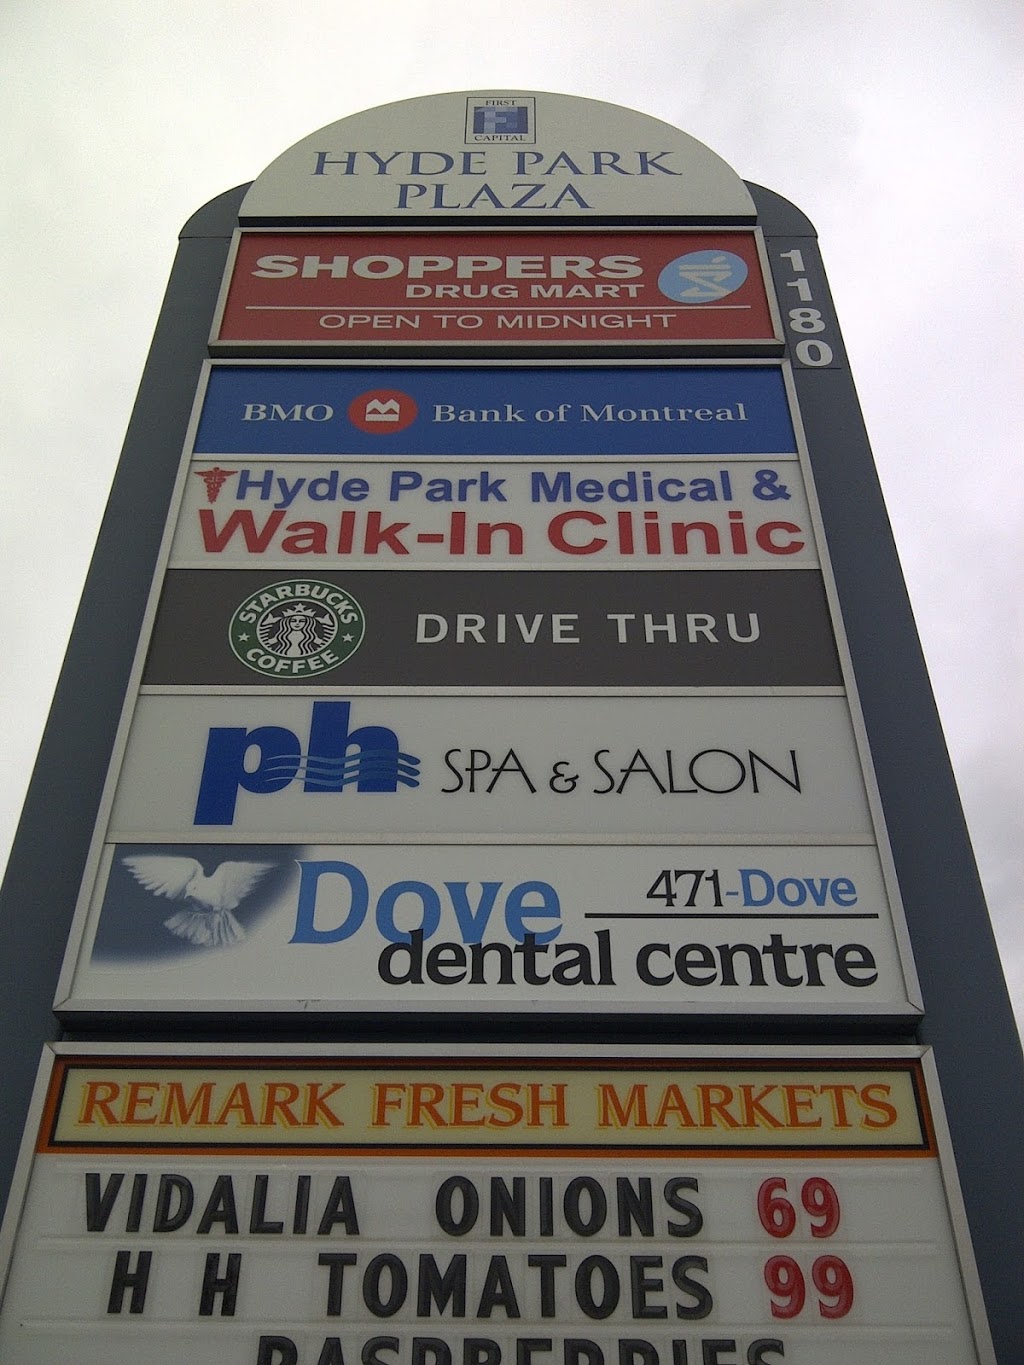 FIRST
CAPITAL
HYDE PARK
PLAZA
SHOPPERS
DRUG MART
OPEN TO MIDNIGHT
1180
BMO Bank of Montreal
Hyde Park Medical &
Walk-In Clinic
STARBUCKS
COFFEE
DRIVE THRU
ph SPA & SALON
Dove 471-Dove
dental centre
REMARK FRESH MARKETS
VIDALIA ONIONS 69
H H TOMATOES 99
RASPBERRIES